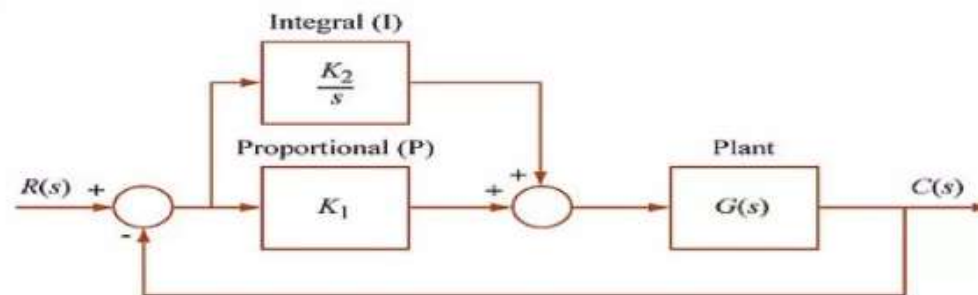 Integral (I)
K₂
s
Proportional (P)
Plant
R(s)
+
K₁
+
+
G(s)
C(s)
-